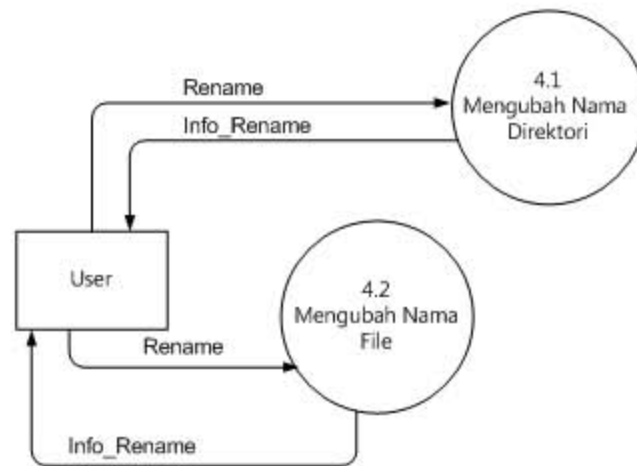 4.1
Mengubah Nama
Direktori
Rename
Info_Rename
User
4.2
Mengubah Nama
File
Rename
Info_Rename